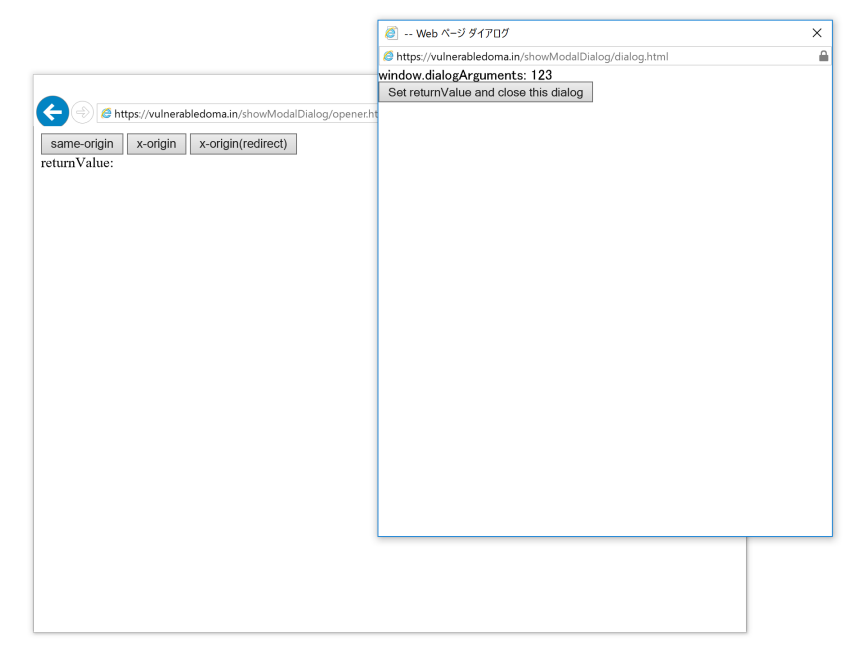 -- Web ページ ダイアログ
https://vulnerabledoma.in/showModalDialog/dialog.html
window.dialogArguments: 123
Set returnValue and close this dialog
https://vulnerabledoma.in/showModalDialog/opener.ht
same-origin x-origin x-origin(redirect)
returnValue: